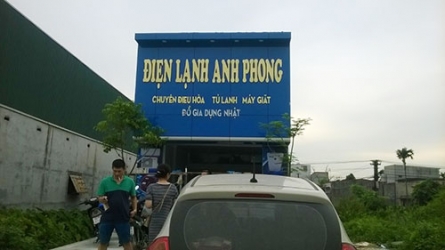 ĐIỆN LẠNH ANH PHONG
CHUYÊN ĐIỀU HÒA TỦ LẠNH MÁY GIẶT
ĐỒ GIA DỤNG NHẬT